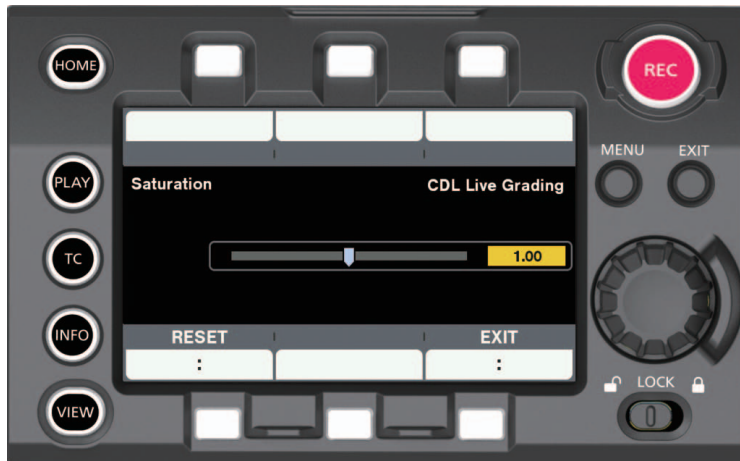 HOME
REC
MENU EXIT
PLAY
Saturation CDL Live Grading
TC
1.00
INFO
RESET EXIT
: :
LOCK
VIEW